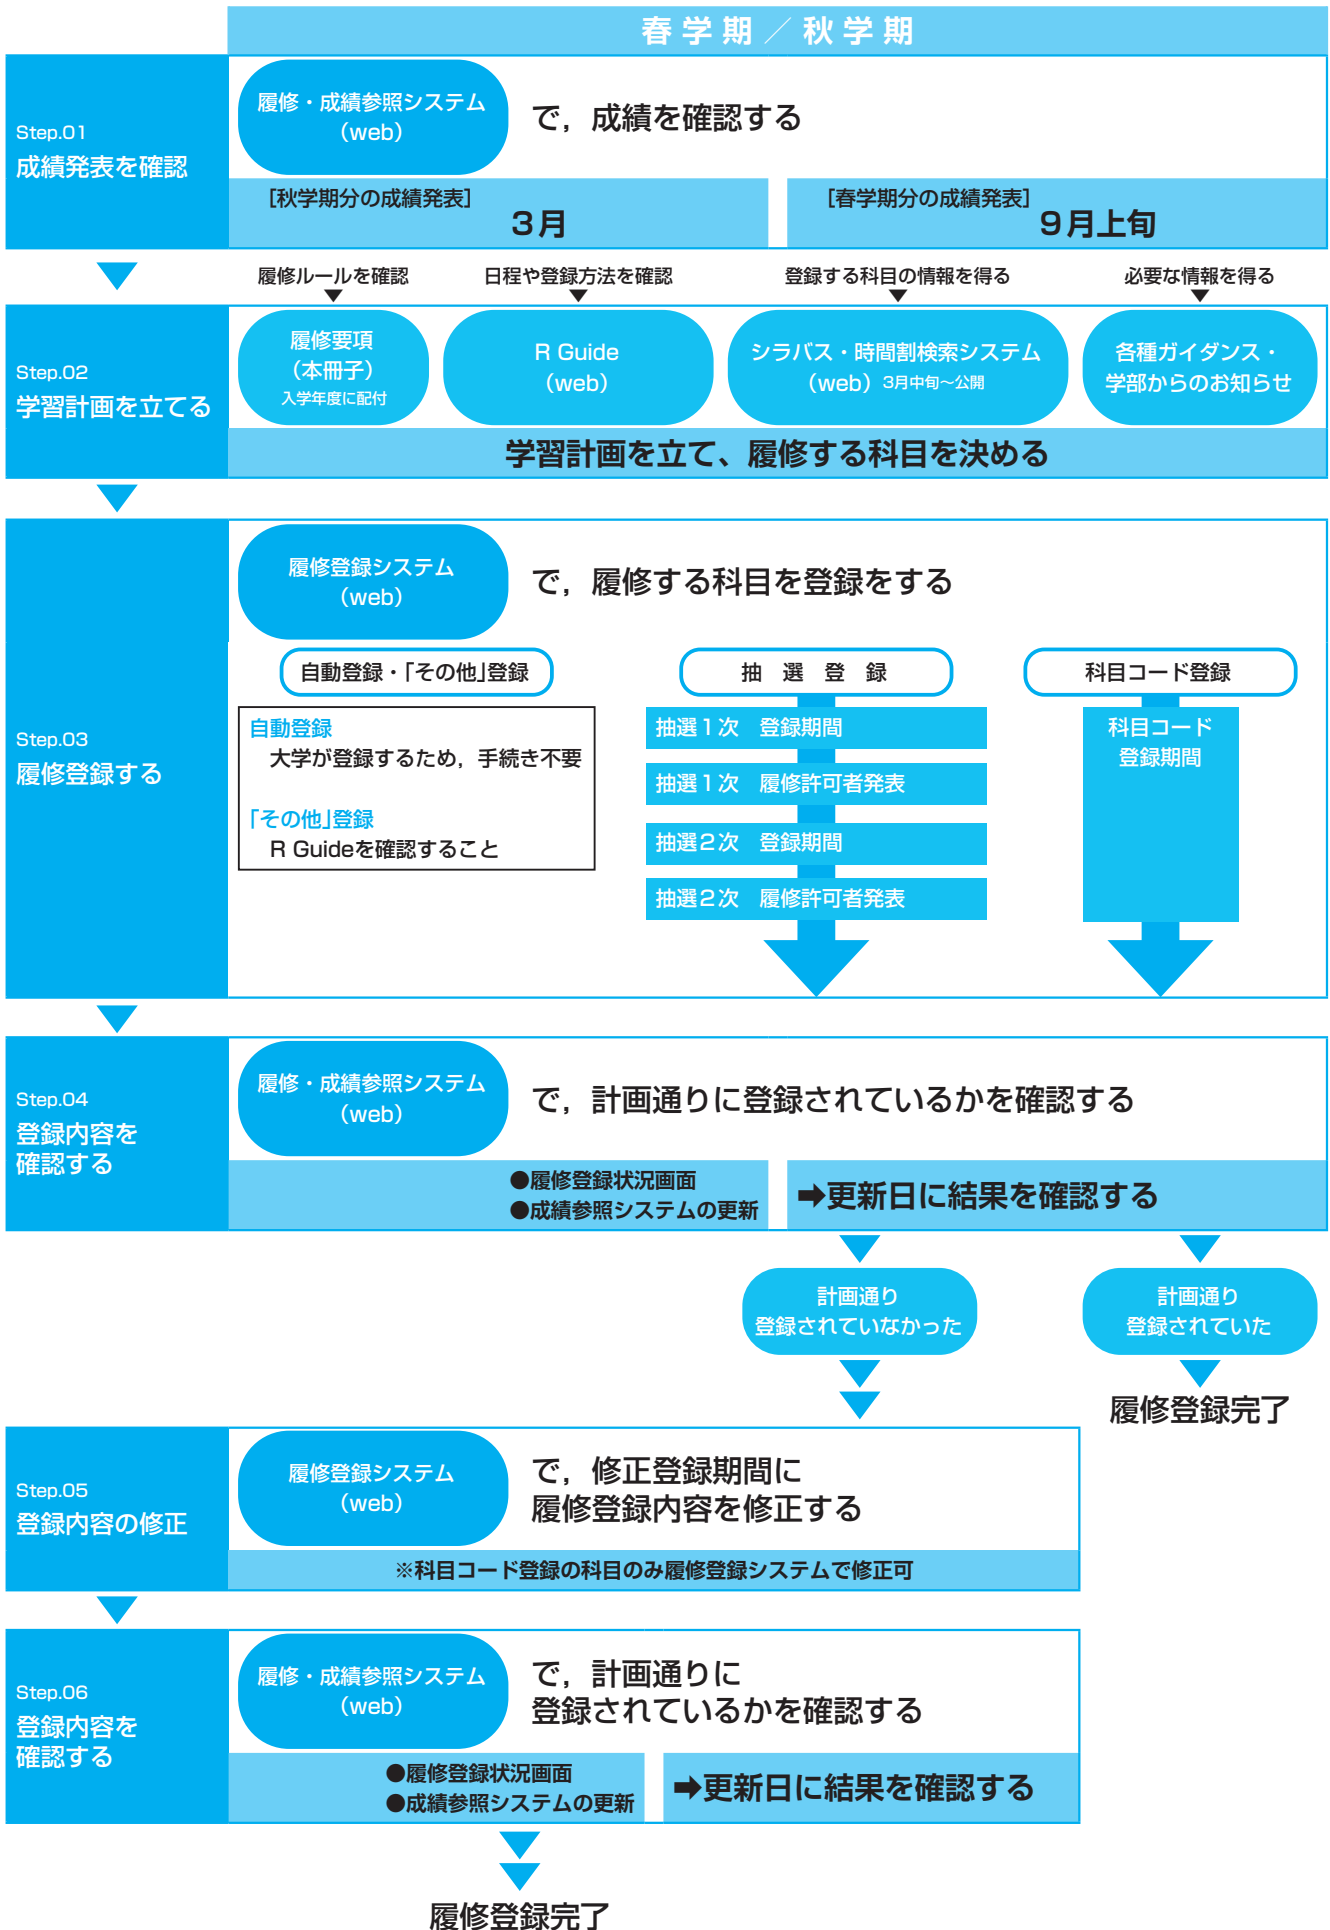 春学期／秋学期
Step.01
成績発表を確認
履修・成績参照システム
（web）
で，成績を確認する
［秋学期分の成績発表］
3月
［春学期分の成績発表］
9月上旬
履修ルールを確認
日程や登録方法を確認
登録する科目の情報を得る
必要な情報を得る
Step.02
学習計画を立てる
履修要項
（本冊子）
入学年度に配付
R Guide
（web）
シラバス・時間割検索システム
（web）3月中旬〜公開
各種ガイダンス・
学部からのお知らせ
学習計画を立て、履修する科目を決める
Step.03
履修登録する
履修登録システム
（web）
で，履修する科目を登録をする
自動登録・「その他」登録
自動登録
大学が登録するため，手続き不要
「その他」登録
R Guideを確認すること
抽　選　登　録
抽選1次　登録期間
抽選1次　履修許可者発表
抽選2次　登録期間
抽選2次　履修許可者発表
科目コード登録
科目コード
登録期間
Step.04
登録内容を
確認する
履修・成績参照システム
（web）
で，計画通りに登録されているかを確認する
●履修登録状況画面
●成績参照システムの更新
➡更新日に結果を確認する
計画通り
登録されていなかった
計画通り
登録されていた
履修登録完了
Step.05
登録内容の修正
履修登録システム
（web）
で，修正登録期間に
履修登録内容を修正する
※科目コード登録の科目のみ履修登録システムで修正可
Step.06
登録内容を
確認する
履修・成績参照システム
（web）
で，計画通りに
登録されているかを確認する
●履修登録状況画面
●成績参照システムの更新
➡更新日に結果を確認する
履修登録完了